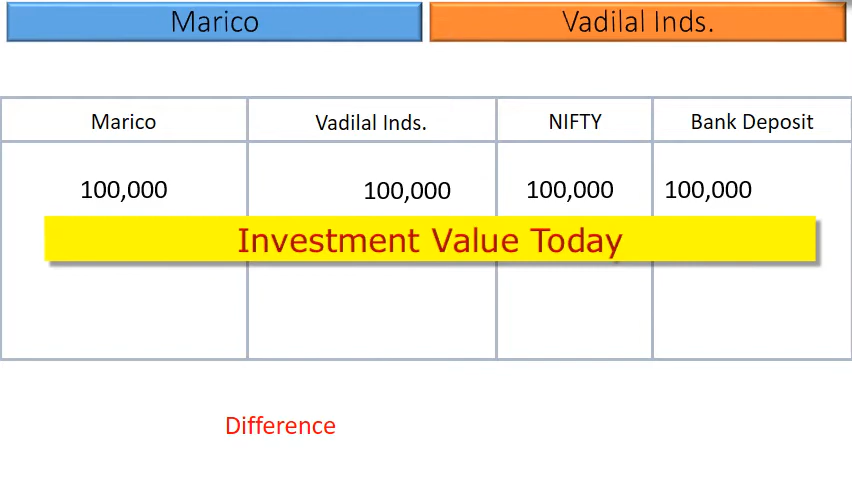 Marico Vadilal Inds.
Marico Vadilal Inds. NIFTY Bank Deposit
100,000 100,000 100,000 100,000
Investment Value Today
Difference